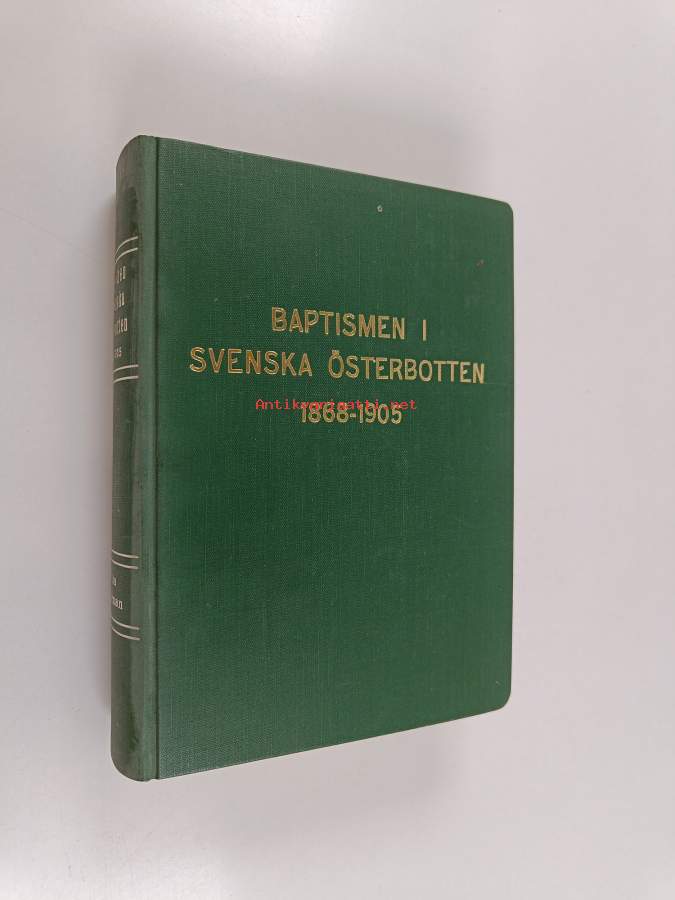 BAPTISMEN I
SVENSKA ÖSTERBOTTEN
Antikvariaatti.net
1868-1905